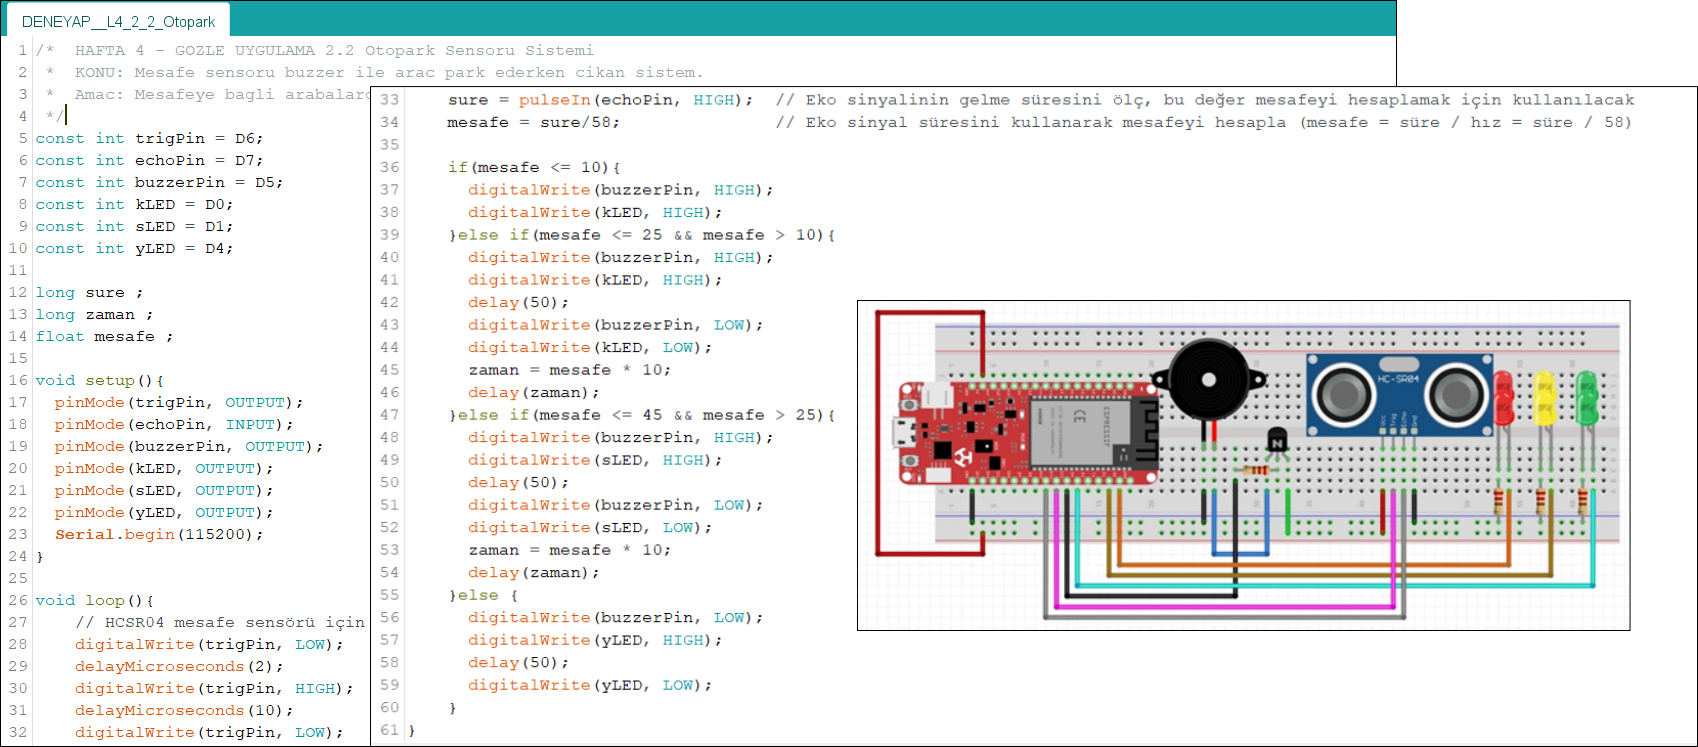 DENEYAP__L4_2_2_Otopark
1 /*  HAFTA 4 - GOZLE UYGULAMA 2.2 Otopark Sensoru Sistemi
2  *  KONU: Mesafe sensoru buzzer ile arac park ederken cikan sistem.
3  *  Amac: Mesafeye bagli arabalard
4  */
5 const int trigPin = D6;
6 const int echoPin = D7;
7 const int buzzerPin = D5;
8 const int kLED = D0;
9 const int sLED = D1;
10 const int yLED = D4;
11
12 long sure ;
13 long zaman ;
14 float mesafe ;
15
16 void setup(){
17   pinMode(trigPin, OUTPUT);
18   pinMode(echoPin, INPUT);
19   pinMode(buzzerPin, OUTPUT);
20   pinMode(kLED, OUTPUT);
21   pinMode(sLED, OUTPUT);
22   pinMode(yLED, OUTPUT);
23   Serial.begin(115200);
24 }
25
26 void loop(){
27     // HCSR04 mesafe sensörü için
28     digitalWrite(trigPin, LOW);
29     delayMicroseconds(2);
30     digitalWrite(trigPin, HIGH);
31     delayMicroseconds(10);
32     digitalWrite(trigPin, LOW);
33     sure = pulseIn(echoPin, HIGH);  // Eko sinyalinin gelme süresini ölç, bu değer mesafeyi hesaplamak için kullanılacak
34     mesafe = sure/58;               // Eko sinyal süresini kullanarak mesafeyi hesapla (mesafe = süre / hız = süre / 58)
35
36     if(mesafe <= 10){
37       digitalWrite(buzzerPin, HIGH);
38       digitalWrite(kLED, HIGH);
39     }else if(mesafe <= 25 && mesafe > 10){
40       digitalWrite(buzzerPin, HIGH);
41       digitalWrite(kLED, HIGH);
42       delay(50);
43       digitalWrite(buzzerPin, LOW);
44       digitalWrite(kLED, LOW);
45       zaman = mesafe * 10;
46       delay(zaman);
47     }else if(mesafe <= 45 && mesafe > 25){
48       digitalWrite(buzzerPin, HIGH);
49       digitalWrite(sLED, HIGH);
50       delay(50);
51       digitalWrite(buzzerPin, LOW);
52       digitalWrite(sLED, LOW);
53       zaman = mesafe * 10;
54       delay(zaman);
55     }else {
56       digitalWrite(buzzerPin, LOW);
57       digitalWrite(yLED, HIGH);
58       delay(50);
59       digitalWrite(yLED, LOW);
60     }
61 }
HC-SR04
Vcc
Trig
Echo
Gnd
N
CE
ESPRESSIF